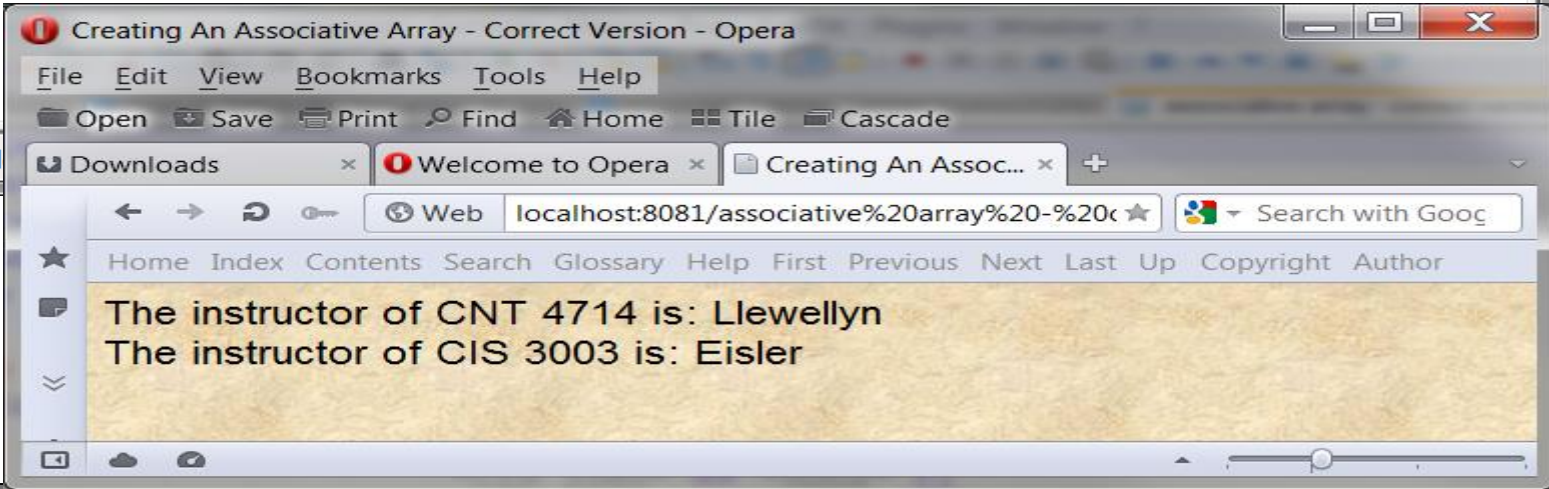 Creating An Associative Array - Correct Version - Opera
File Edit View Bookmarks Tools Help
Open Save Print Find Home Tile Cascade
Downloads Welcome to Opera Creating An Assoc...
Web localhost:8081/associative%20array%20-%20c Search with Goog
Home Index Contents Search Glossary Help First Previous Next Last Up Copyright Author
The instructor of CNT 4714 is: Llewellyn
The instructor of CIS 3003 is: Eisler